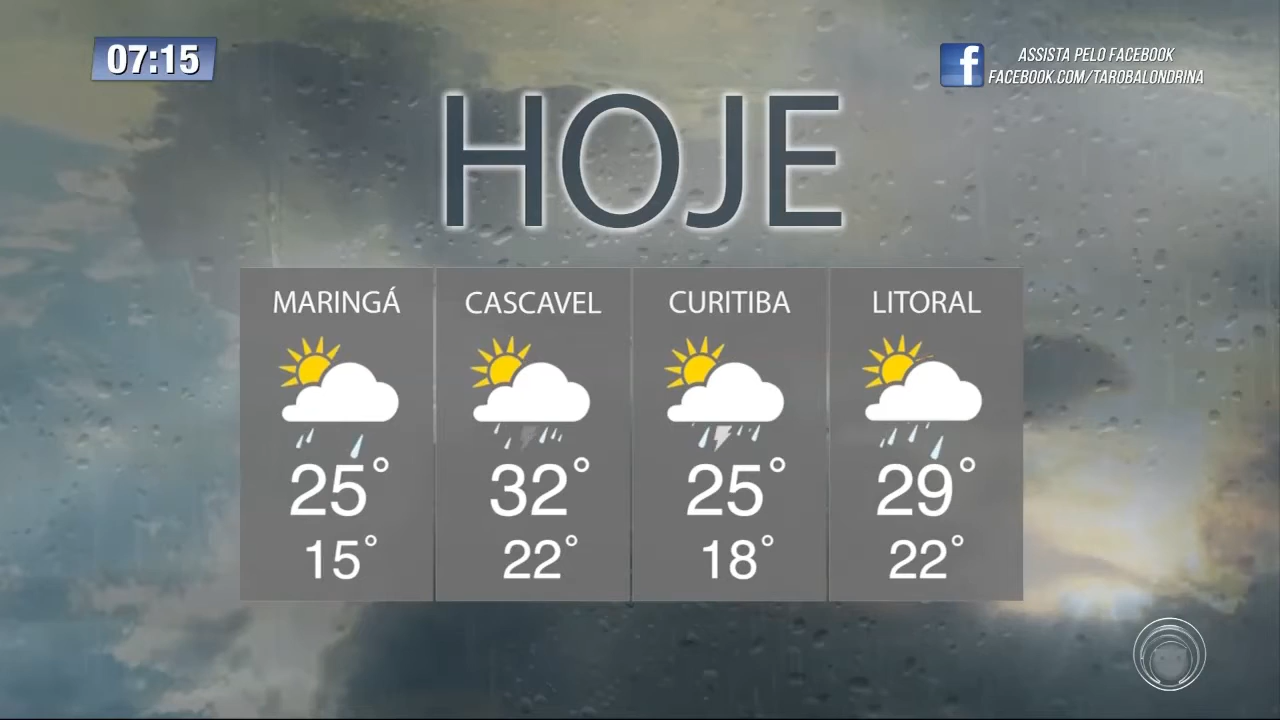 07:15
ASSISTA PELO FACEBOOK
FACEBOOK.COM/TAROBALONDRINA
HOJE
MARINGÁ
25°
15°
CASCAVEL
32°
22°
CURITIBA
25°
18°
LITORAL
29°
22°